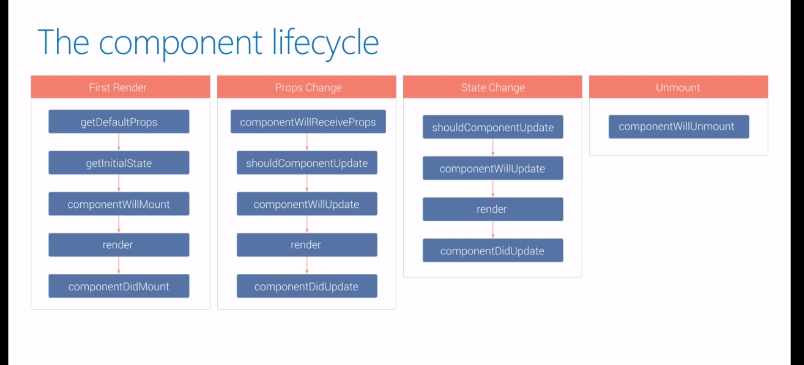 The component lifecycle
First Render
getDefaultProps
getInitialState
componentWillMount
render
componentDidMount
Props Change
componentWillReceiveProps
shouldComponentUpdate
componentWillUpdate
render
componentDidUpdate
State Change
shouldComponentUpdate
componentWillUpdate
render
componentDidUpdate
Unmount
componentWillUnmount